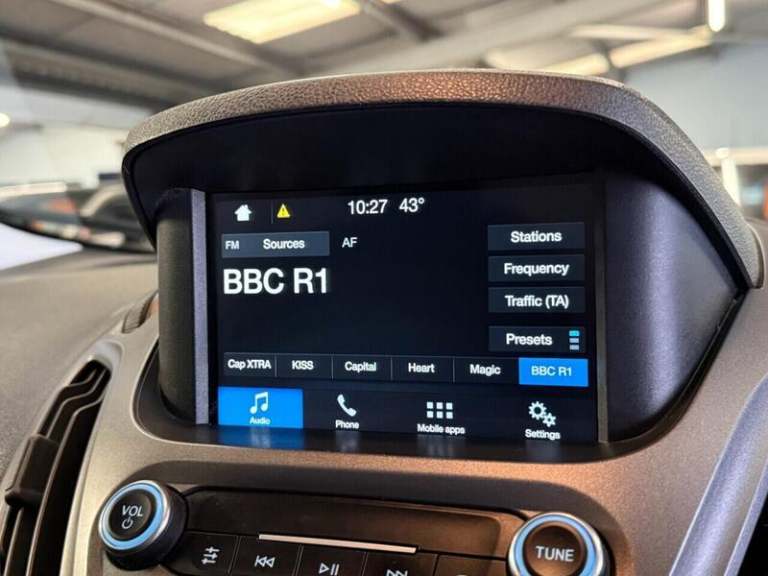 10:27 43°
FM Sources AF
Stations
BBC R1
Frequency
Traffic (TA)
Presets
Cap XTRA KISS Capital Heart Magic BBC R1
Audio Phone Mobile apps Settings
VOL
TUNE